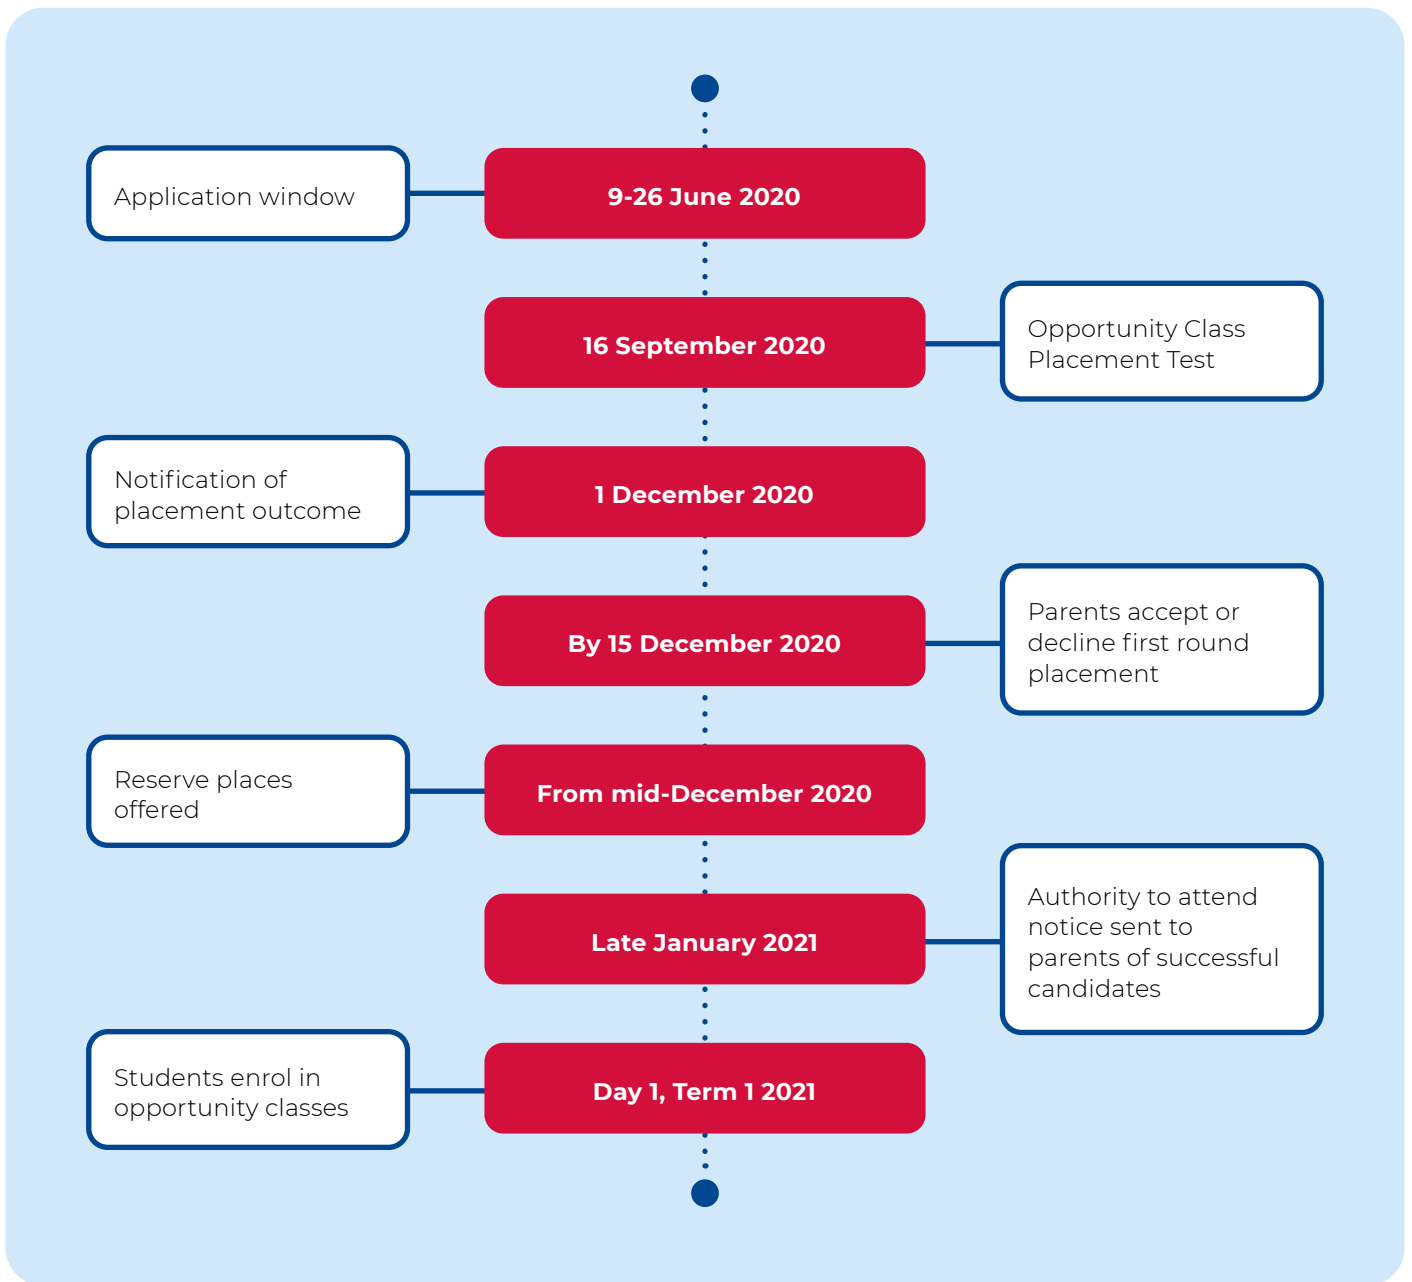 Application window
9-26 June 2020
16 September 2020
Opportunity Class
Placement Test
Notification of
placement outcome
1 December 2020
By 15 December 2020
Parents accept or
decline first round
placement
Reserve places
offered
From mid-December 2020
Late January 2021
Authority to attend
notice sent to
parents of successful
candidates
Students enrol in
opportunity classes
Day 1, Term 1 2021